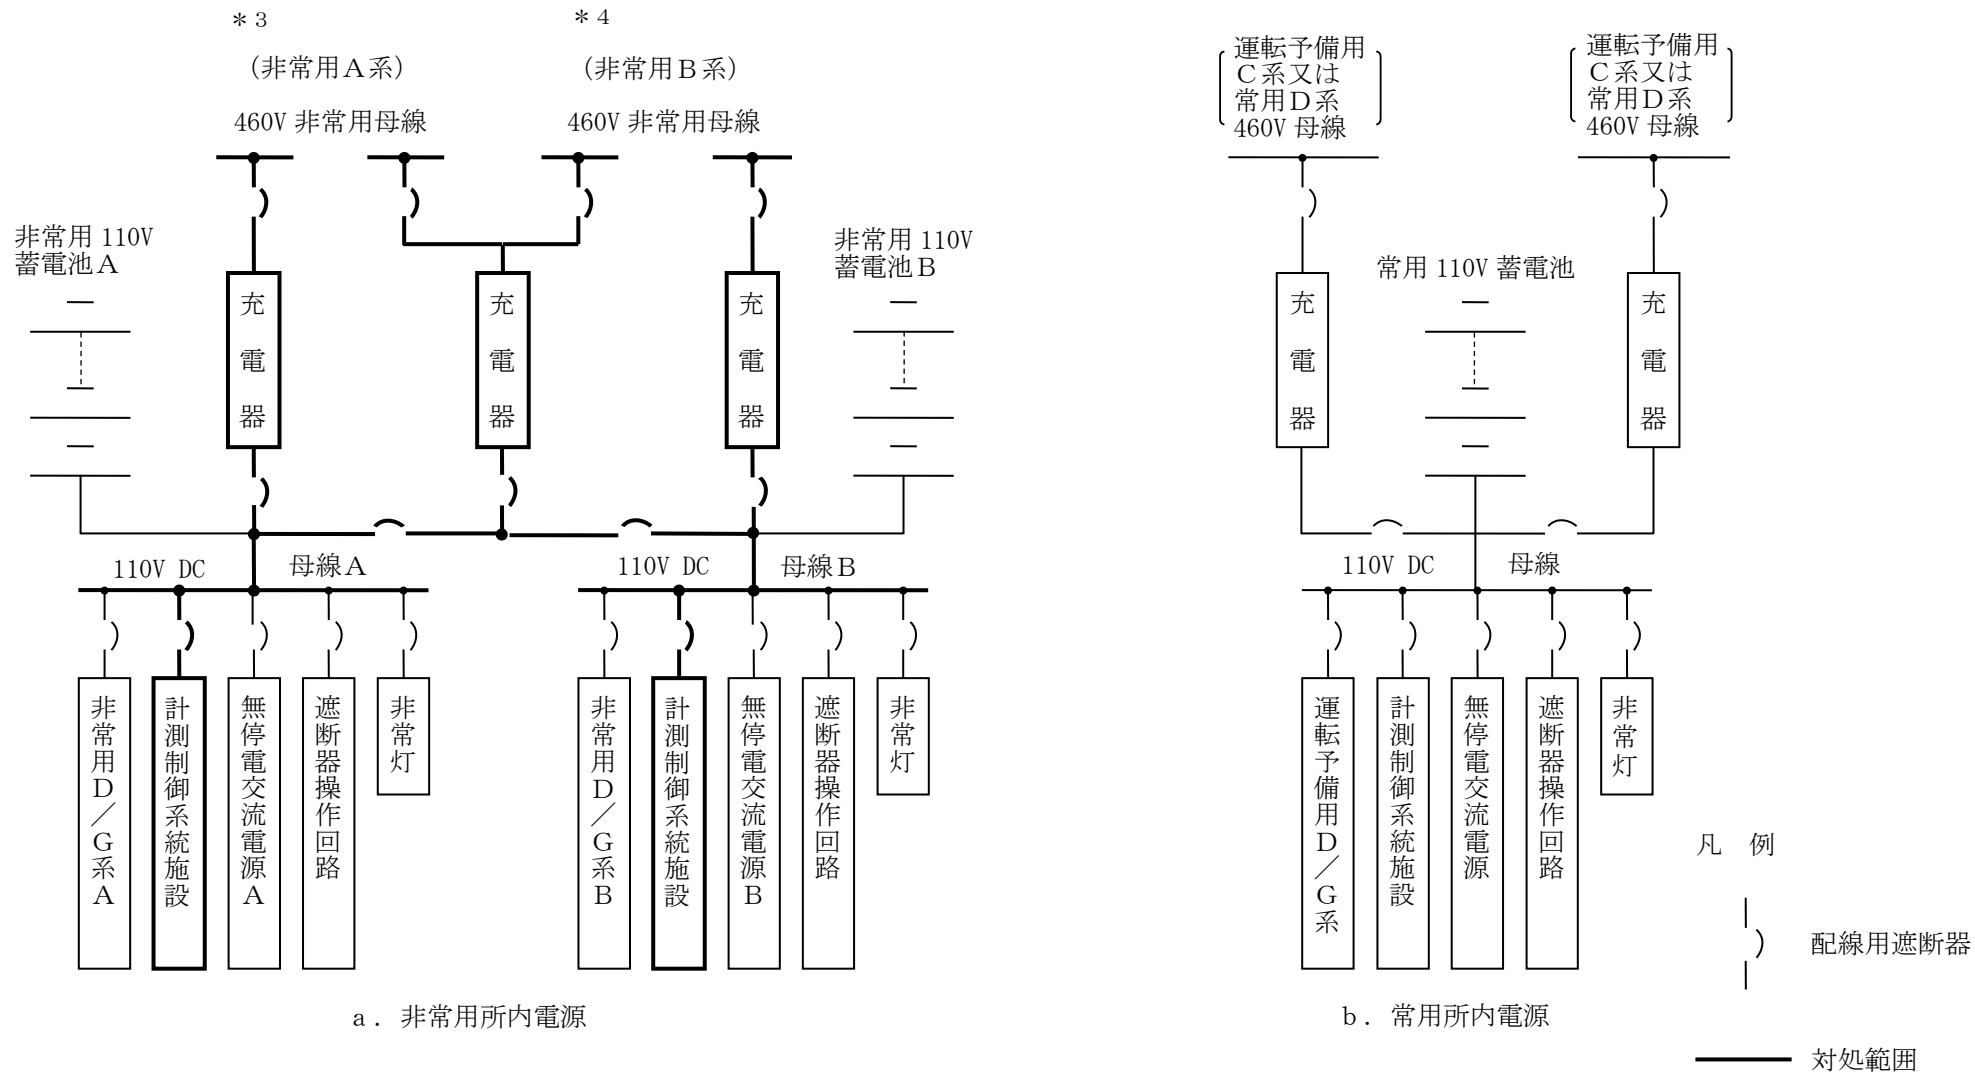 ＊３
＊４
（非常用Ａ系）
（非常用Ｂ系）
460V 非常用母線
460V 非常用母線
運転予備用
Ｃ系又は
常用Ｄ系
460V 母線
運転予備用
Ｃ系又は
常用Ｄ系
460V 母線
非常用 110V
蓄電池Ａ
充電器
充電器
充電器
非常用 110V
蓄電池Ｂ
充電器
常用 110V 蓄電池
充電器
110V DC
母線Ａ
110V DC
母線Ｂ
110V DC
母線
非常用Ｄ／Ｇ系Ａ
計測制御系統施設
無停電交流電源Ａ
遮断器操作回路
非常灯
非常用Ｄ／Ｇ系Ｂ
計測制御系統施設
無停電交流電源Ｂ
遮断器操作回路
非常灯
運転予備用Ｄ／Ｇ系
計測制御系統施設
無停電交流電源
遮断器操作回路
非常灯
ａ．非常用所内電源
ｂ．常用所内電源
凡 例
配線用遮断器
対処範囲